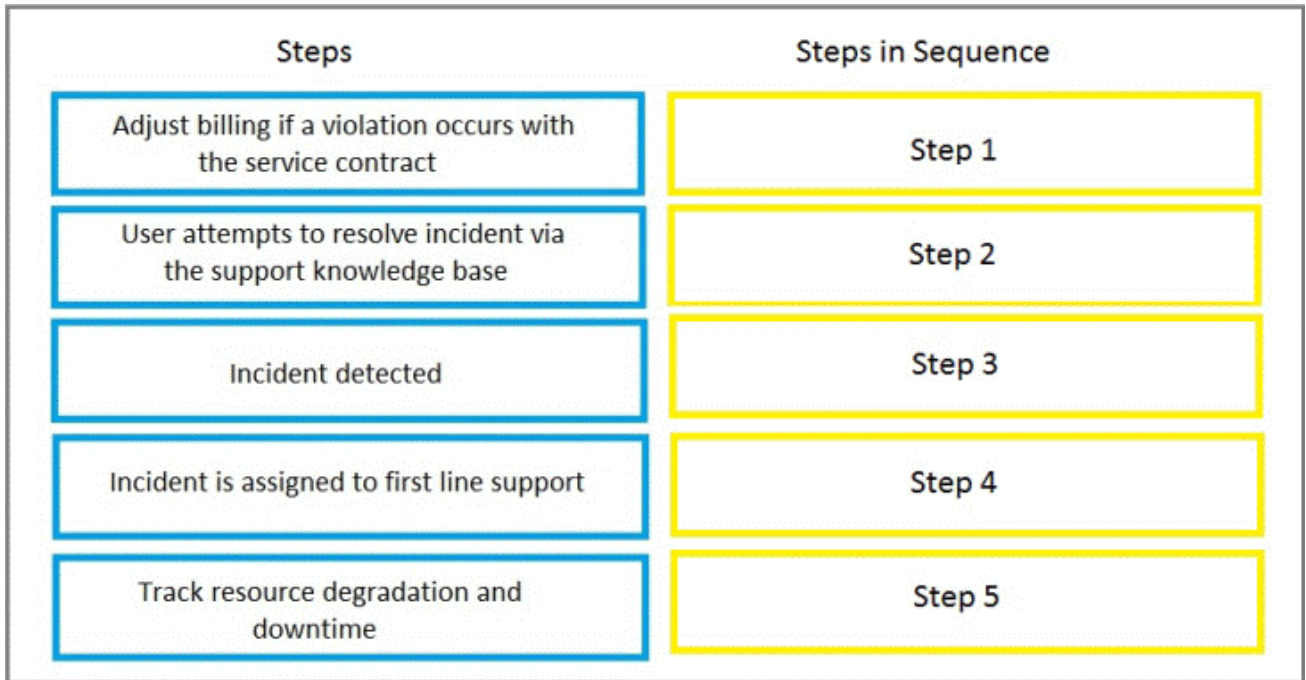 Steps
Steps in Sequence
Adjust billing if a violation occurs with
the service contract
Step 1
User attempts to resolve incident via
the support knowledge base
Step 2
Incident detected
Step 3
Incident is assigned to first line support
Step 4
Track resource degradation and
downtime
Step 5